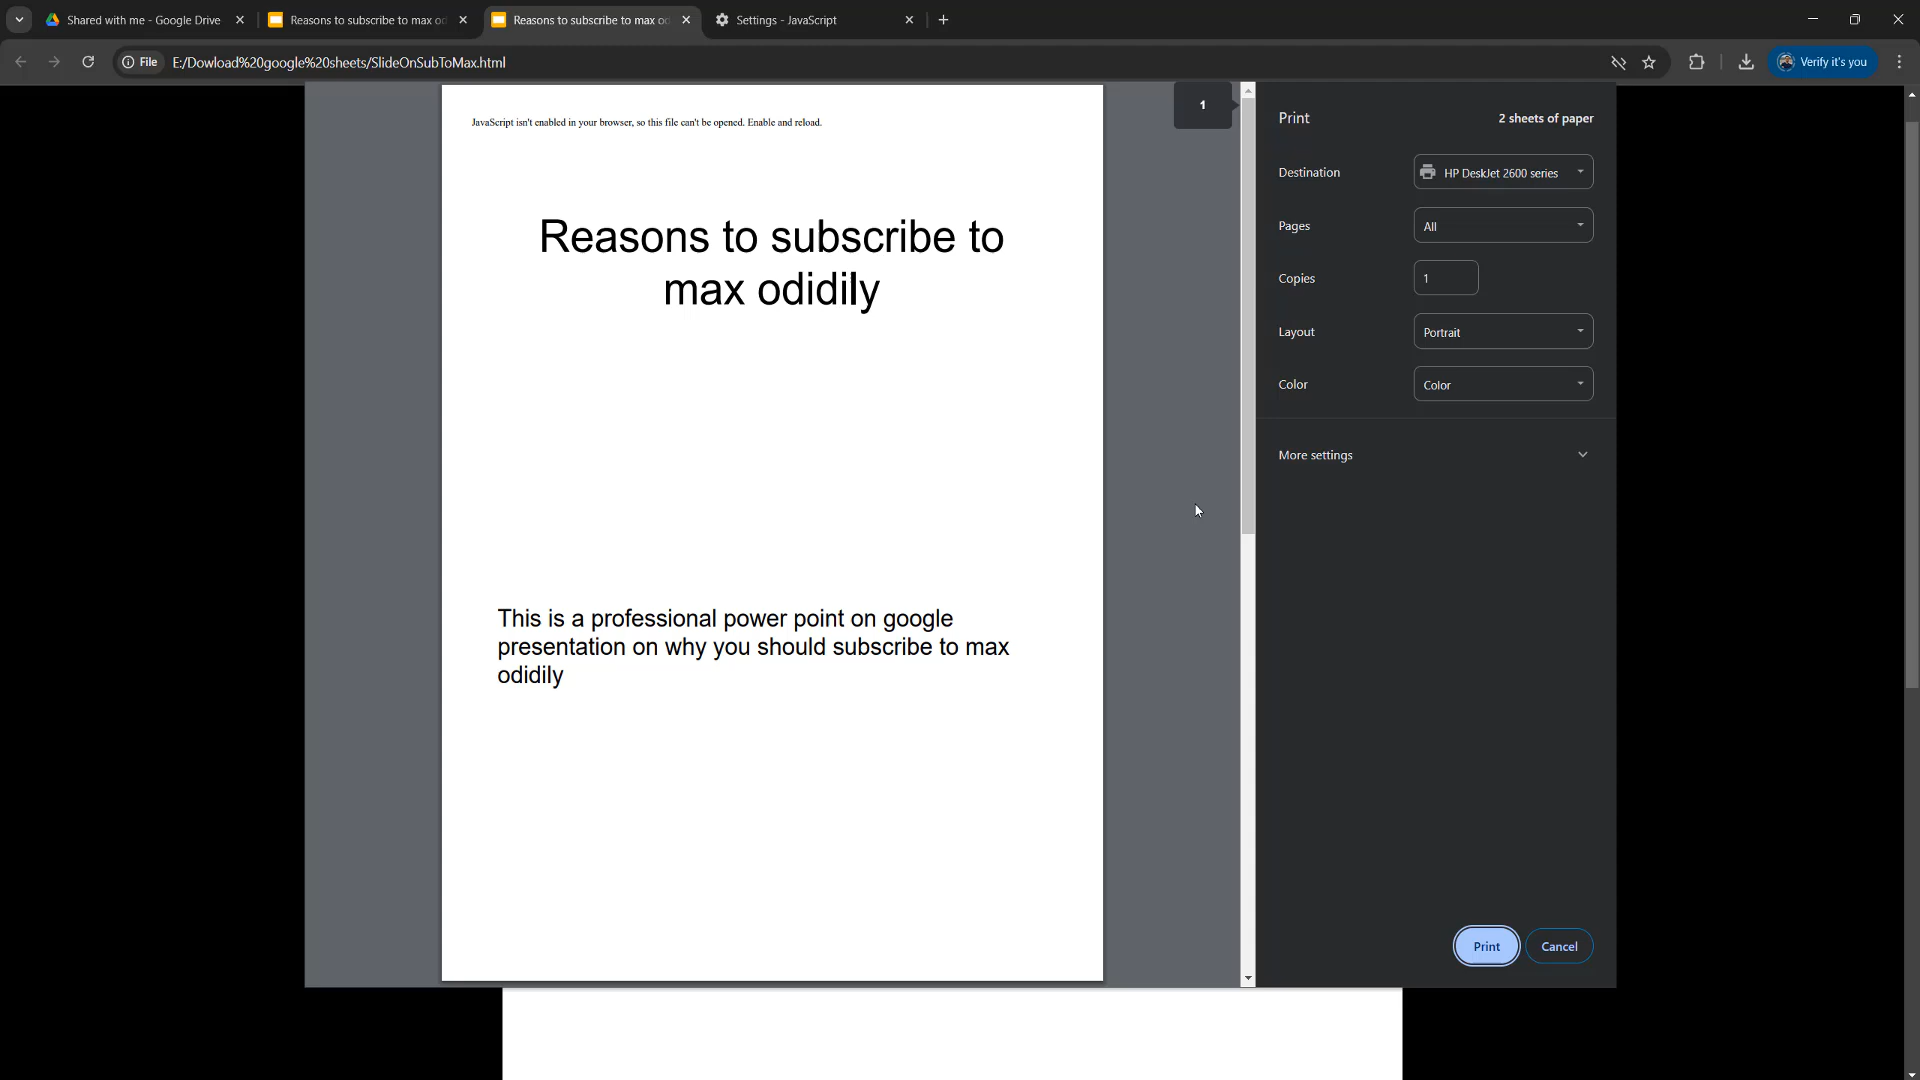 Shared with me - Google Drive
Reasons to subscribe to max od
Reasons to subscribe to max od
Settings - JavaScript
File
E:/Dowload%20google%20sheets/SlideOnSubToMax.html
Verify it's you
JavaScript isn't enabled in your browser, so this file can't be opened. Enable and reload.
Reasons to subscribe to
max odidily
This is a professional power point on google
presentation on why you should subscribe to max
odidily
1
Print
2 sheets of paper
Destination
HP DeskJet 2600 series
Pages
All
Copies
1
Layout
Portrait
Color
Color
More settings
Print
Cancel